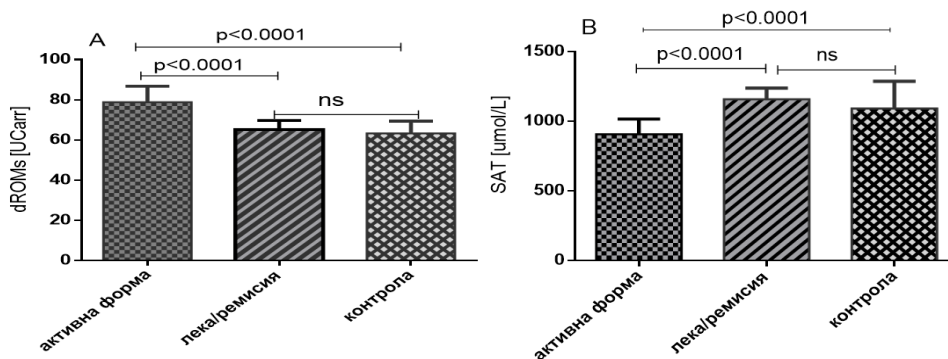 A
p<0.0001
p<0.0001
ns
dROMs [UCarr]
100
80
60
40
20
0
активна форма
лека/ремисия
контрола
B
p<0.0001
p<0.0001
ns
SAT [umol/L]
1500
1000
500
0
активна форма
лека/ремисия
контрола